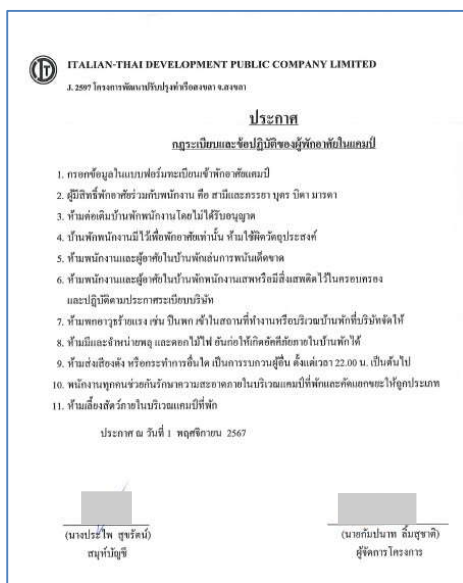 ITD
ITALIAN-THAI DEVELOPMENT PUBLIC COMPANY LIMITED
J. 2597 โครงการพัฒนาปรับปรุงท่าเรือสงขลา จ.สงขลา
ประกาศ
กฎระเบียบและข้อปฏิบัติของผู้พักอาศัยในแคมป์
1. กรอกข้อมูลในแบบฟอร์มทะเบียนเข้าพักอาศัยแคมป์
2. ผู้มีสิทธิ์พักอาศัยร่วมกับพนักงาน คือ สามีและภรรยา บุตร บิดา มารดา
3. ห้ามต่อเติมบ้านพักพนักงานโดยไม่ได้รับอนุญาต
4. บ้านพักพนักงานมีไว้เพื่อพักอาศัยเท่านั้น ห้ามใช้ผิดวัตถุประสงค์
5. ห้ามพนักงานและผู้อาศัยในบ้านพักเล่นการพนันเด็ดขาด
6. ห้ามพนักงานและผู้อาศัยในบ้านพักพนักงานเสพหรือมีสิ่งเสพติดไว้ในครอบครอง
และปฏิบัติตามประกาศระเบียบบริษัท
7. ห้ามพกอาวุธร้ายแรง เช่น ปืนพก เข้าในสถานที่ทำงานหรือบริเวณบ้านพักที่บริษัทจัดให้
8. ห้ามมีและจำหน่ายพลุ และดอกไม้ไฟ อันก่อให้เกิดอัคคีภัยภายในบ้านพักได้
9. ห้ามส่งเสียงดัง หรือกระทำการอื่นใด เป็นการรบกวนผู้อื่น ตั้งแต่เวลา 22.00 น. เป็นต้นไป
10. พนักงานทุกคนช่วยกันรักษาความสะอาดภายในบริเวณแคมป์ที่พักและคัดแยกขยะให้ถูกประเภท
11. ห้ามเลี้ยงสัตว์ภายในบริเวณแคมป์ที่พัก
ประกาศ ณ วันที่ 1 พฤศจิกายน 2567
(นางประไพ สุขรัตน์)
สมุห์บัญชี
(นายกัมปนาท ลิ้มสุชาติ)
ผู้จัดการโครงการ